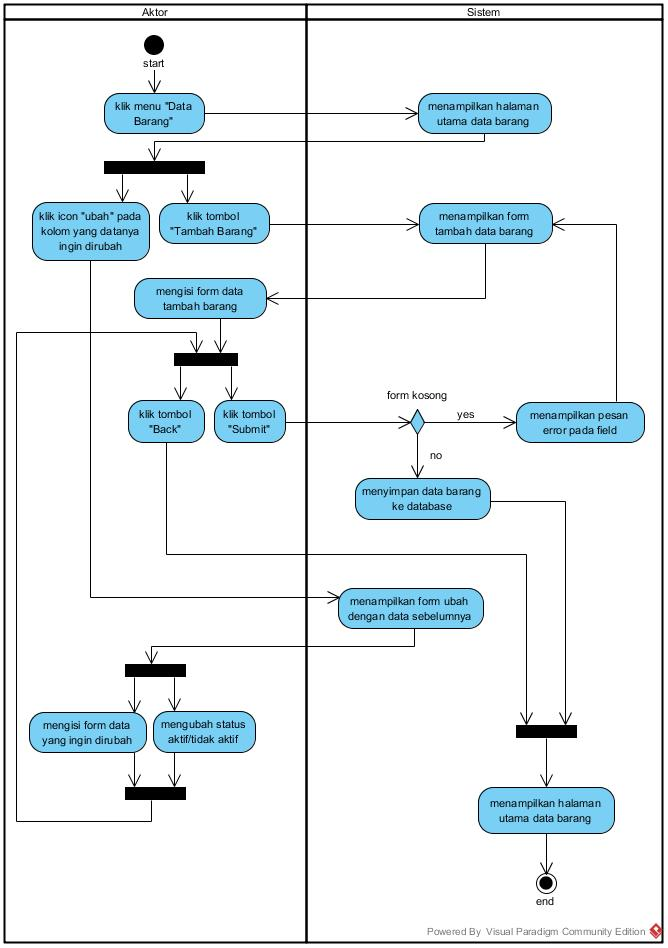 Aktor
Sistem
start
klik menu "Data
Barang"
menampilkan halaman
utama data barang
klik icon "ubah" pada
kolom yang datanya
ingin dirubah
klik tombol
"Tambah Barang"
menampilkan form
tambah data barang
mengisi form data
tambah barang
klik tombol
"Back"
klik tombol
"Submit"
form kosong
yes
menampilkan pesan
error pada field
no
menyimpan data barang
ke database
menampilkan form ubah
dengan data sebelumnya
mengisi form data
yang ingin dirubah
mengubah status
aktif/tidak aktif
menampilkan halaman
utama data barang
end
Powered By Visual Paradigm Community Edition